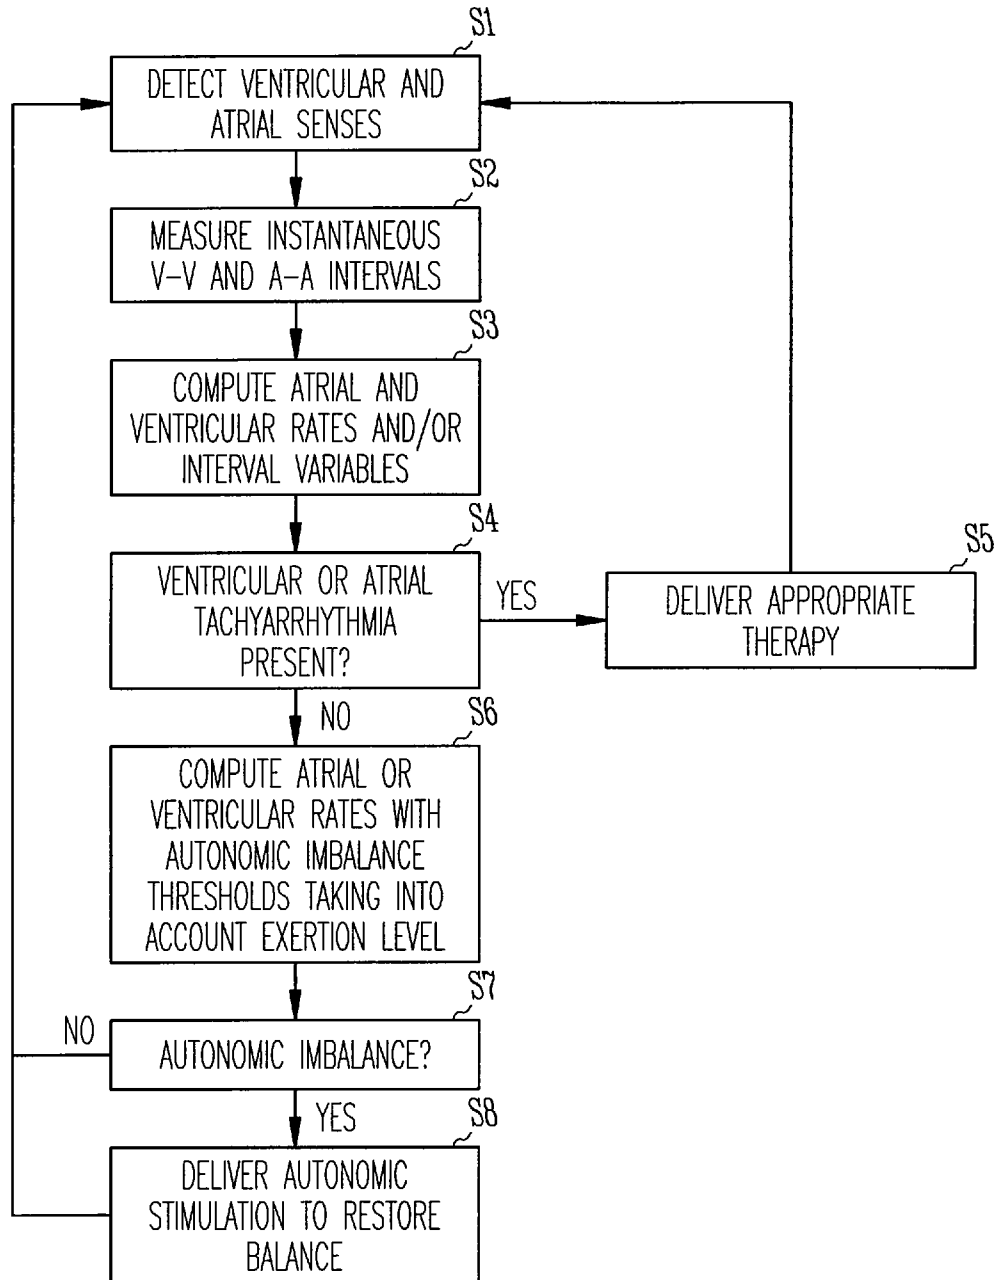 S1
DETECT VENTRICULAR AND
ATRIAL SENSES
S2
MEASURE INSTANTANEOUS
V-V AND A-A INTERVALS
S3
COMPUTE ATRIAL AND
VENTRICULAR RATES AND/OR
INTERVAL VARIABLES
S4
VENTRICULAR OR ATRIAL
TACHYARRHYTHMIA
PRESENT?
YES
S5
DELIVER APPROPRIATE
THERAPY
NO
S6
COMPUTE ATRIAL OR
VENTRICULAR RATES WITH
AUTONOMIC IMBALANCE
THRESHOLDS TAKING INTO
ACCOUNT EXERTION LEVEL
S7
NO
AUTONOMIC IMBALANCE?
YES
S8
DELIVER AUTONOMIC
STIMULATION TO RESTORE
BALANCE